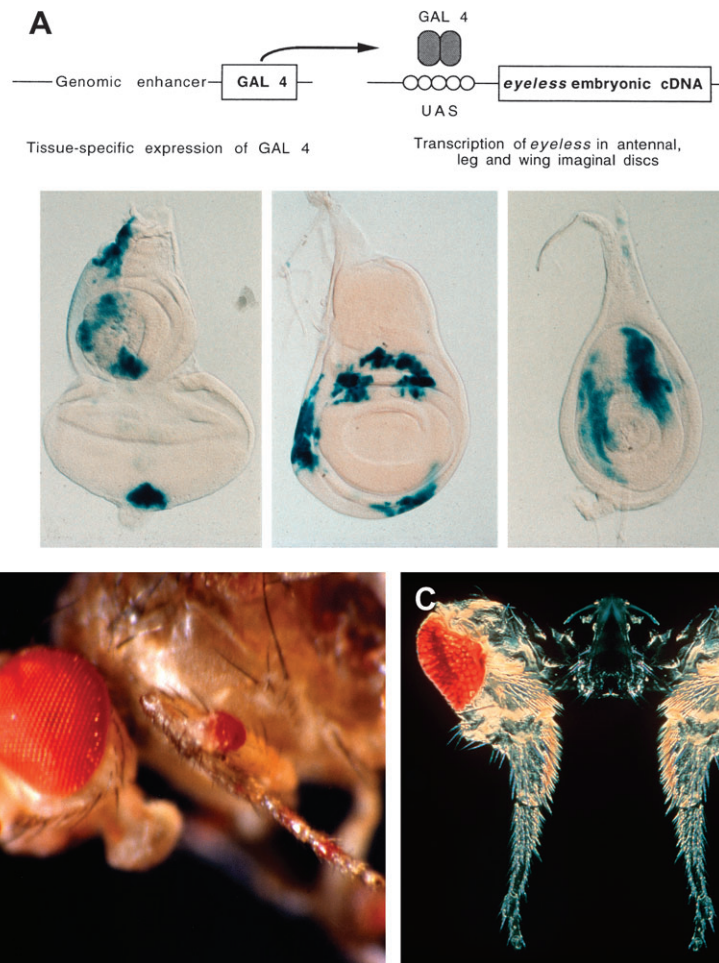 A
GAL 4
Genomic enhancer GAL 4
eyeless embryonic cDNA
UAS
Tissue-specific expression of GAL 4
Transcription of eyeless in antennal,
leg and wing imaginal discs
C